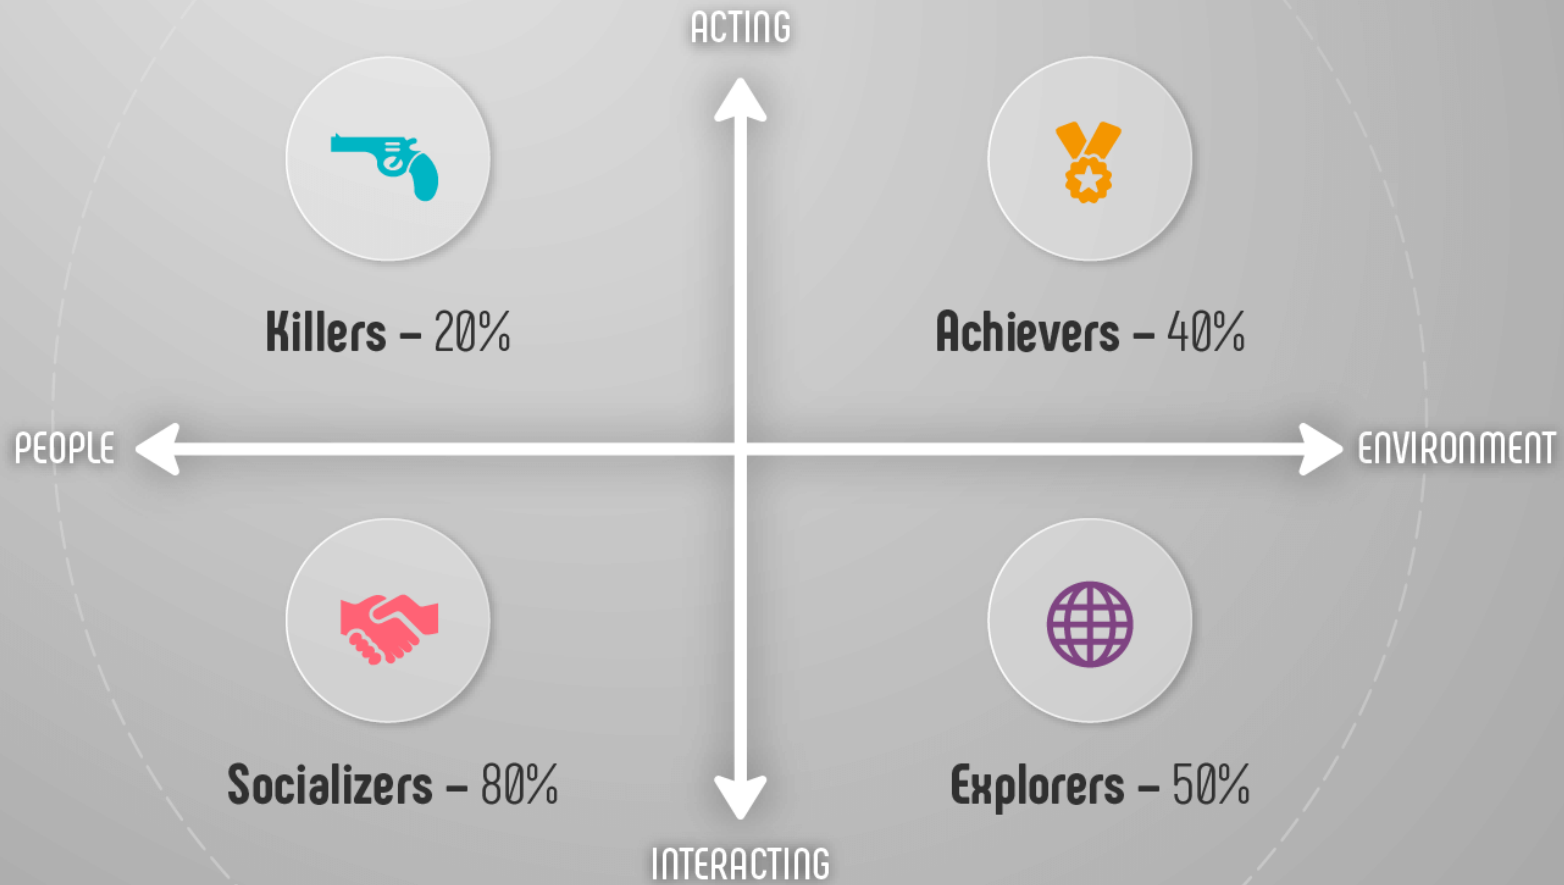 ACTING
Killers – 20%
Achievers – 40%
PEOPLE
ENVIRONMENT
Socializers – 80%
Explorers – 50%
INTERACTING